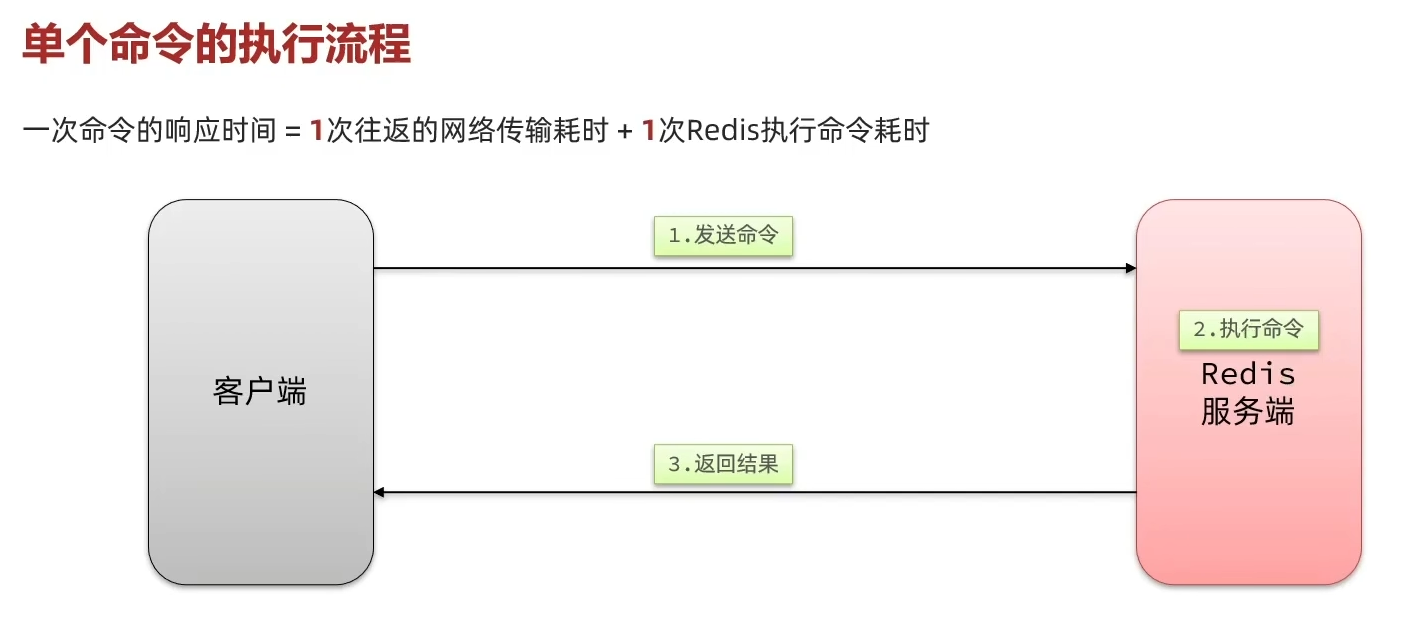 单个命令的执行流程
一次命令的响应时间 = 1次往返的网络传输耗时 + 1次Redis执行命令耗时
1.发送命令
2.执行命令
客户端
Redis
服务端
3.返回结果